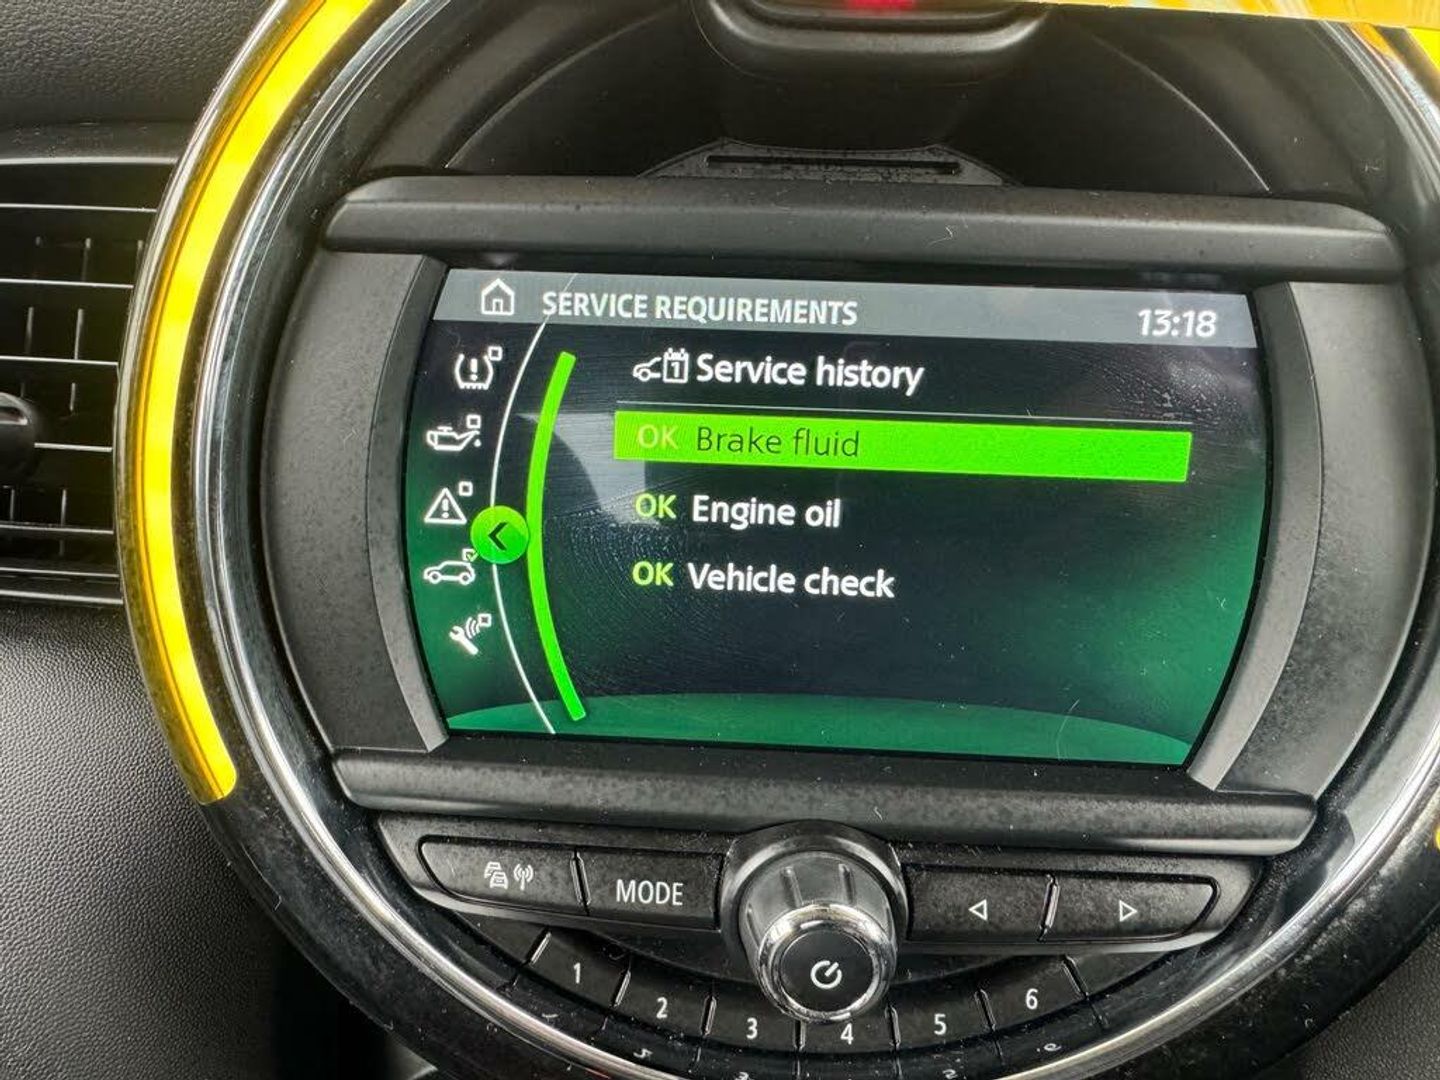 SERVICE REQUIREMENTS 13:18
1 Service history
OK Brake fluid
OK Engine oil
OK Vehicle check
MODE
1 2 3 4 5 6